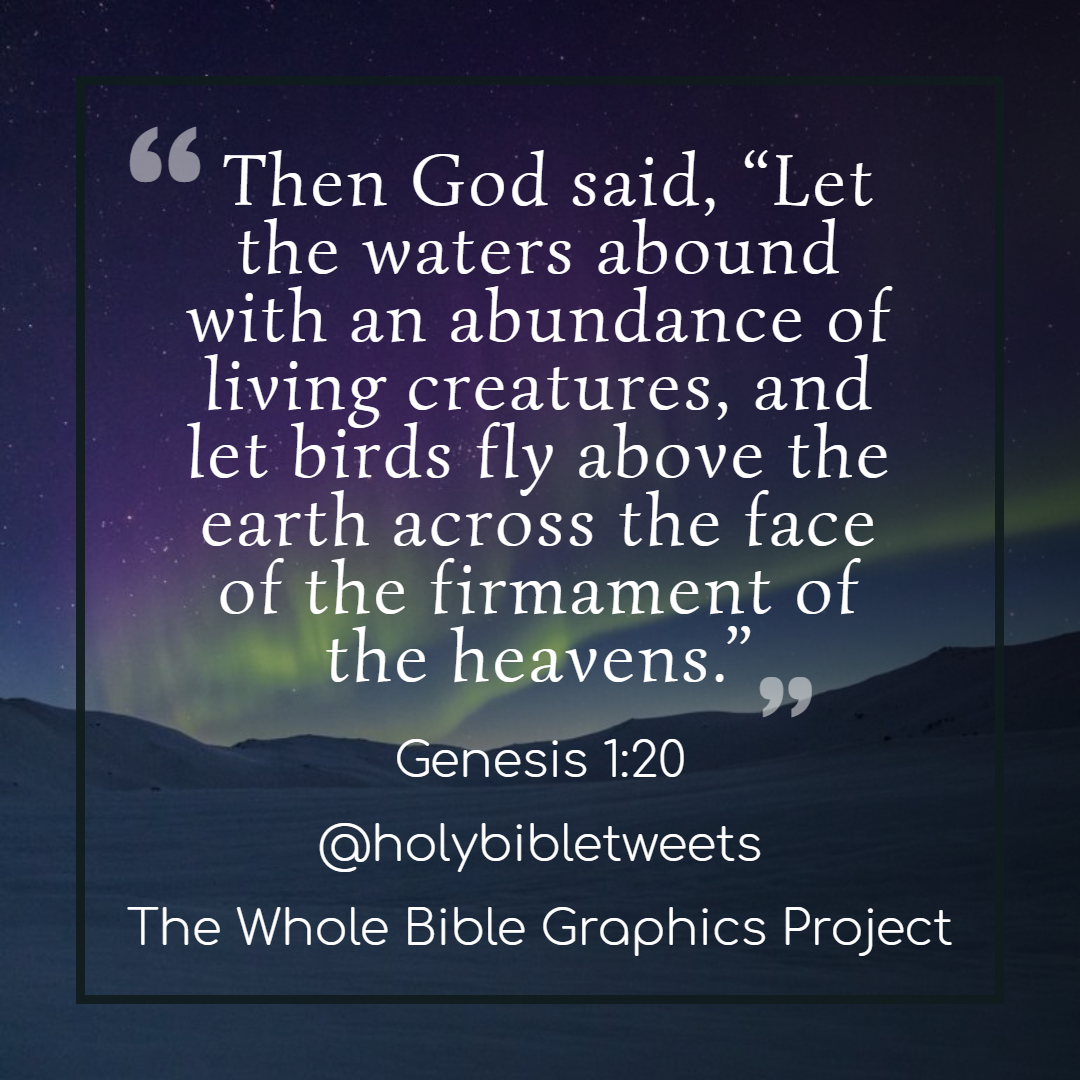 “ Then God said, “Let
the waters abound
with an abundance of
living creatures, and
let birds fly above the
earth across the face
of the firmament of
the heavens.”
”
Genesis 1:20
@holybibletweets
The Whole Bible Graphics Project